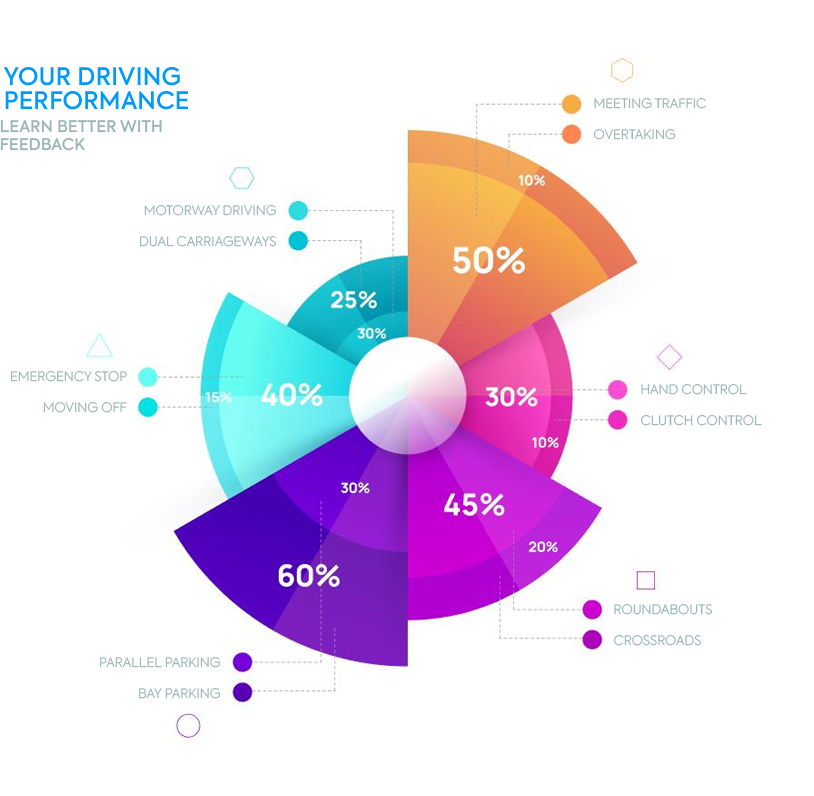 YOUR DRIVING
PERFORMANCE
LEARN BETTER WITH
FEEDBACK
MEETING TRAFFIC
OVERTAKING
10%
50%
MOTORWAY DRIVING
DUAL CARRIAGEWAYS
25%
30%
EMERGENCY STOP
MOVING OFF
15%
40%
HAND CONTROL
CLUTCH CONTROL
30%
10%
30%
60%
45%
20%
ROUNDABOUTS
CROSSROADS
PARALLEL PARKING
BAY PARKING